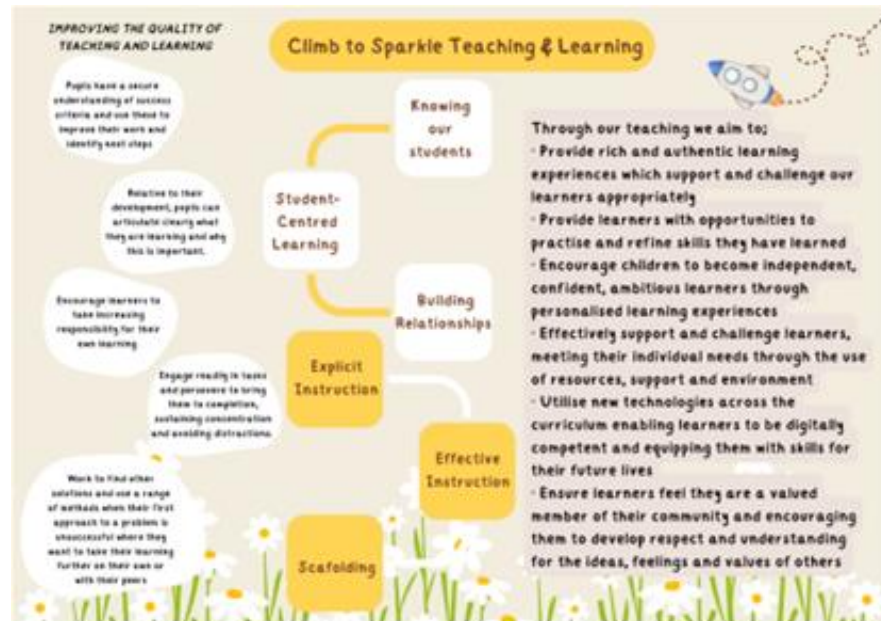 IMPROVING THE QUALITY OF
TEACHING AND LEARNING
Climb to Sparkle Teaching & Learning
Pupils have a secure
understanding of success
criteria and use these to
improve their work and
identify next steps
Relative to their
development, pupils can
articulate clearly what
they are learning and why
this is important.
Encourage learners to
take increasing
responsibility for their
own learning
Engage readily in tasks
and persevere to bring
them to completion,
sustaining concentration
and avoiding distractions
Work to find other
solutions and use a range
of methods when their first
approach to a problem is
unsuccessful where they
want to take their learning
further on their own or
with their peers
Knowing
our
students
Student-
Centred
Learning
Building
Relationships
Explicit
Instruction
Effective
Instruction
Scafolding
Through our teaching we aim to;
- Provide rich and authentic learning
experiences which support and challenge our
learners appropriately
- Provide learners with opportunities to
practise and refine skills they have learned
- Encourage children to become independent,
confident, ambitious learners through
personalised learning experiences
- Effectively support and challenge learners,
meeting their individual needs through the use
of resources, support and environment
- Utilise new technologies across the
curriculum enabling learners to be digitally
competent and equipping them with skills for
their future lives
- Ensure learners feel they are a valued
member of their community and encouraging
them to develop respect and understanding
for the ideas, feelings and values of others